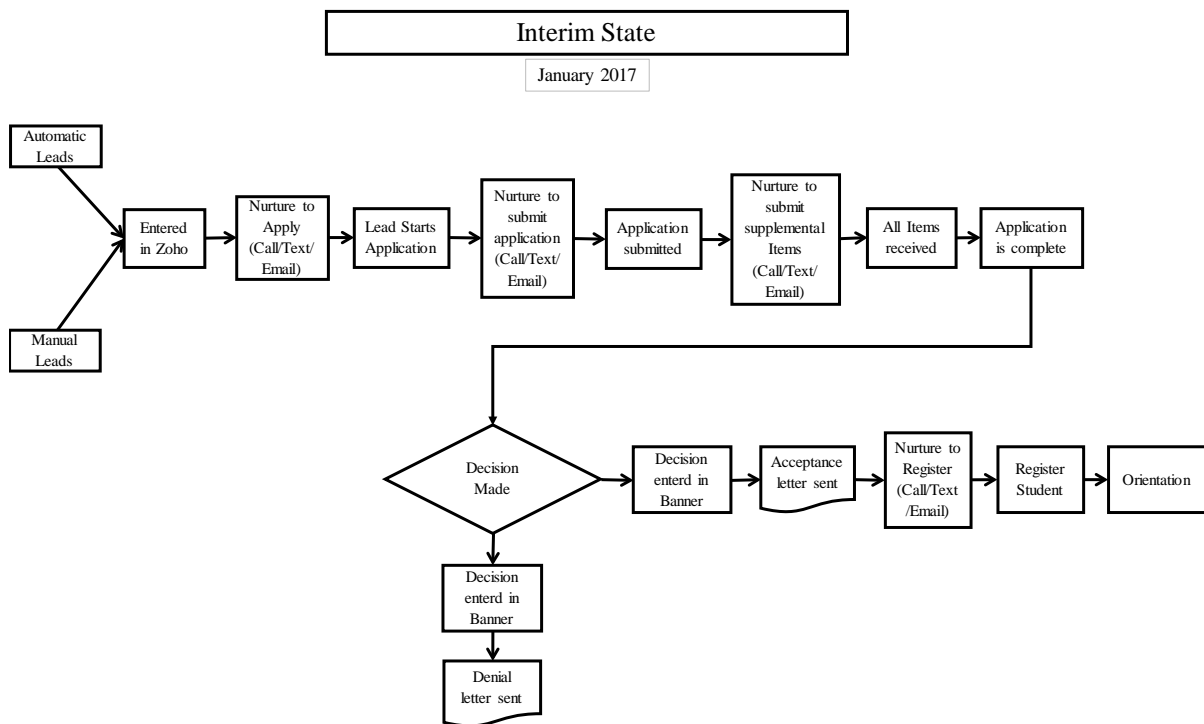 Interim State
January 2017
Automatic
Leads
Manual
Leads
Entered
in Zoho
Nurture to
Apply
(Call/Text/
Email)
Lead Starts
Application
Nurture to
submit
application
(Call/Text/
Email)
Application
submitted
Nurture to
submit
supplemental
Items
(Call/Text/
Email)
All Items
received
Application
is complete
Decision
Made
Decision
enterd in
Banner
Acceptance
letter sent
Nurture to
Register
(Call/Text
/Email)
Register
Student
Orientation
Decision
enterd in
Banner
Denial
letter sent